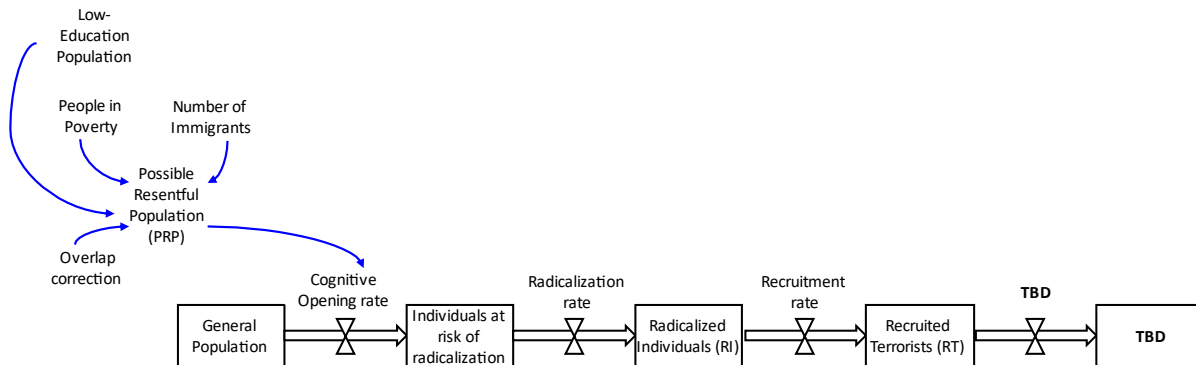 Low-
Education
Population
People in
Poverty
Number of
Immigrants
Possible
Resentful
Population
(PRP)
Overlap
correction
Cognitive
Opening rate
Radicalization
rate
Recruitment
rate
TBD
General
Population
Individuals at
risk of
radicalization
Radicalized
Individuals (RI)
Recruited
Terrorists (RT)
TBD